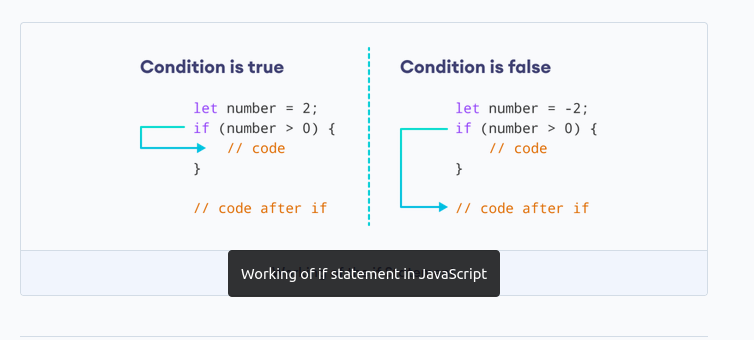 Condition is true
let number = 2;
if (number > 0) {
// code
}
// code after if
Condition is false
let number = -2;
if (number > 0) {
// code
}
// code after if
Working of if statement in JavaScript